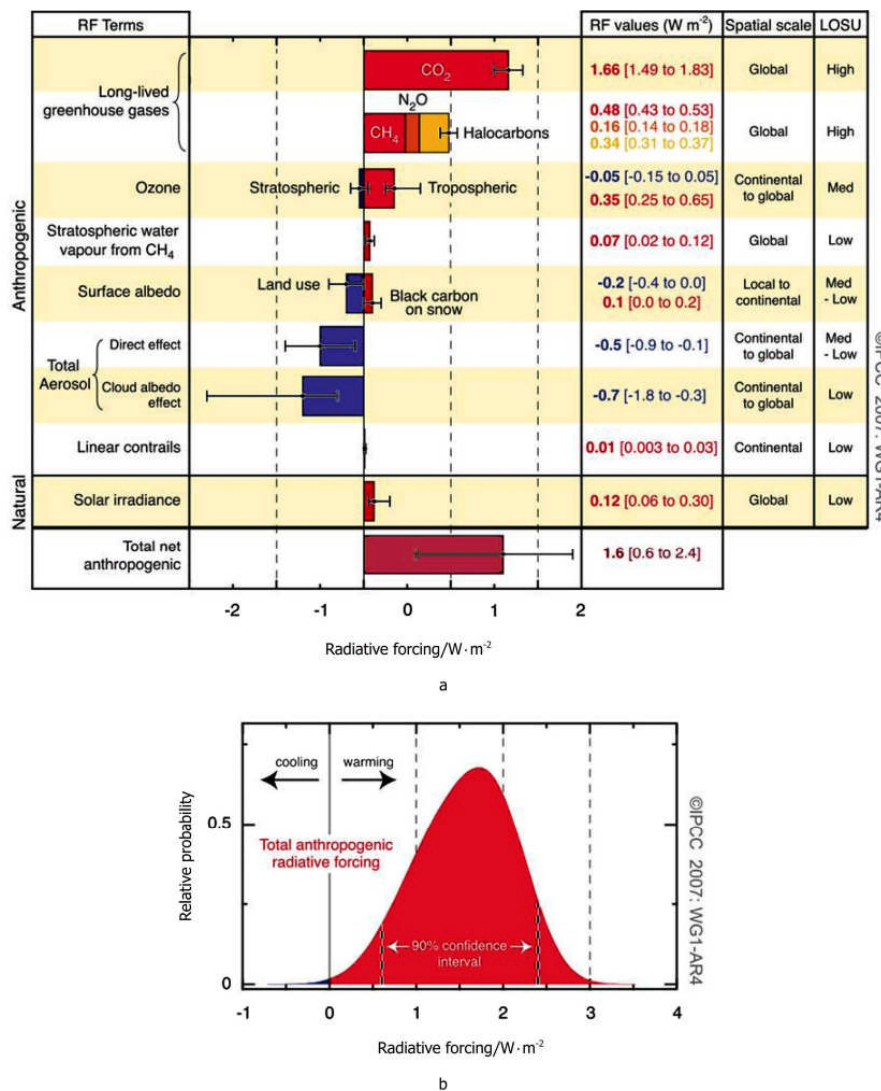 RF Terms
RF values (W m⁻²)
Spatial scale
LOSU
Anthropogenic
Long-lived
greenhouse gases
CO₂
1.66 [1.49 to 1.83]
Global
High
N₂O
CH₄
Halocarbons
0.48 [0.43 to 0.53]
0.16 [0.14 to 0.18]
0.34 [0.31 to 0.37]
Global
High
Ozone
Stratospheric
Tropospheric
-0.05 [-0.15 to 0.05]
0.35 [0.25 to 0.65]
Continental
to global
Med
Stratospheric water
vapour from CH₄
0.07 [0.02 to 0.12]
Global
Low
Surface albedo
Land use
Black carbon
on snow
-0.2 [-0.4 to 0.0]
0.1 [0.0 to 0.2]
Local to
continental
Med
- Low
Total
Aerosol
Direct effect
-0.5 [-0.9 to -0.1]
Continental
to global
Med
- Low
Cloud albedo
effect
-0.7 [-1.8 to -0.3]
Continental
to global
Low
Linear contrails
0.01 [0.003 to 0.03]
Continental
Low
Natural
Solar irradiance
0.12 [0.06 to 0.30]
Global
Low
Total net
anthropogenic
1.6 [0.6 to 2.4]
©IPCC 2007: WG1-AR4
-2 -1 0 1 2
Radiative forcing/W·m⁻²
a
cooling
warming
Total anthropogenic
radiative forcing
90% confidence
interval
Relative probability
0.5
0
©IPCC 2007: WG1-AR4
-1 0 1 2 3 4
Radiative forcing/W·m⁻²
b